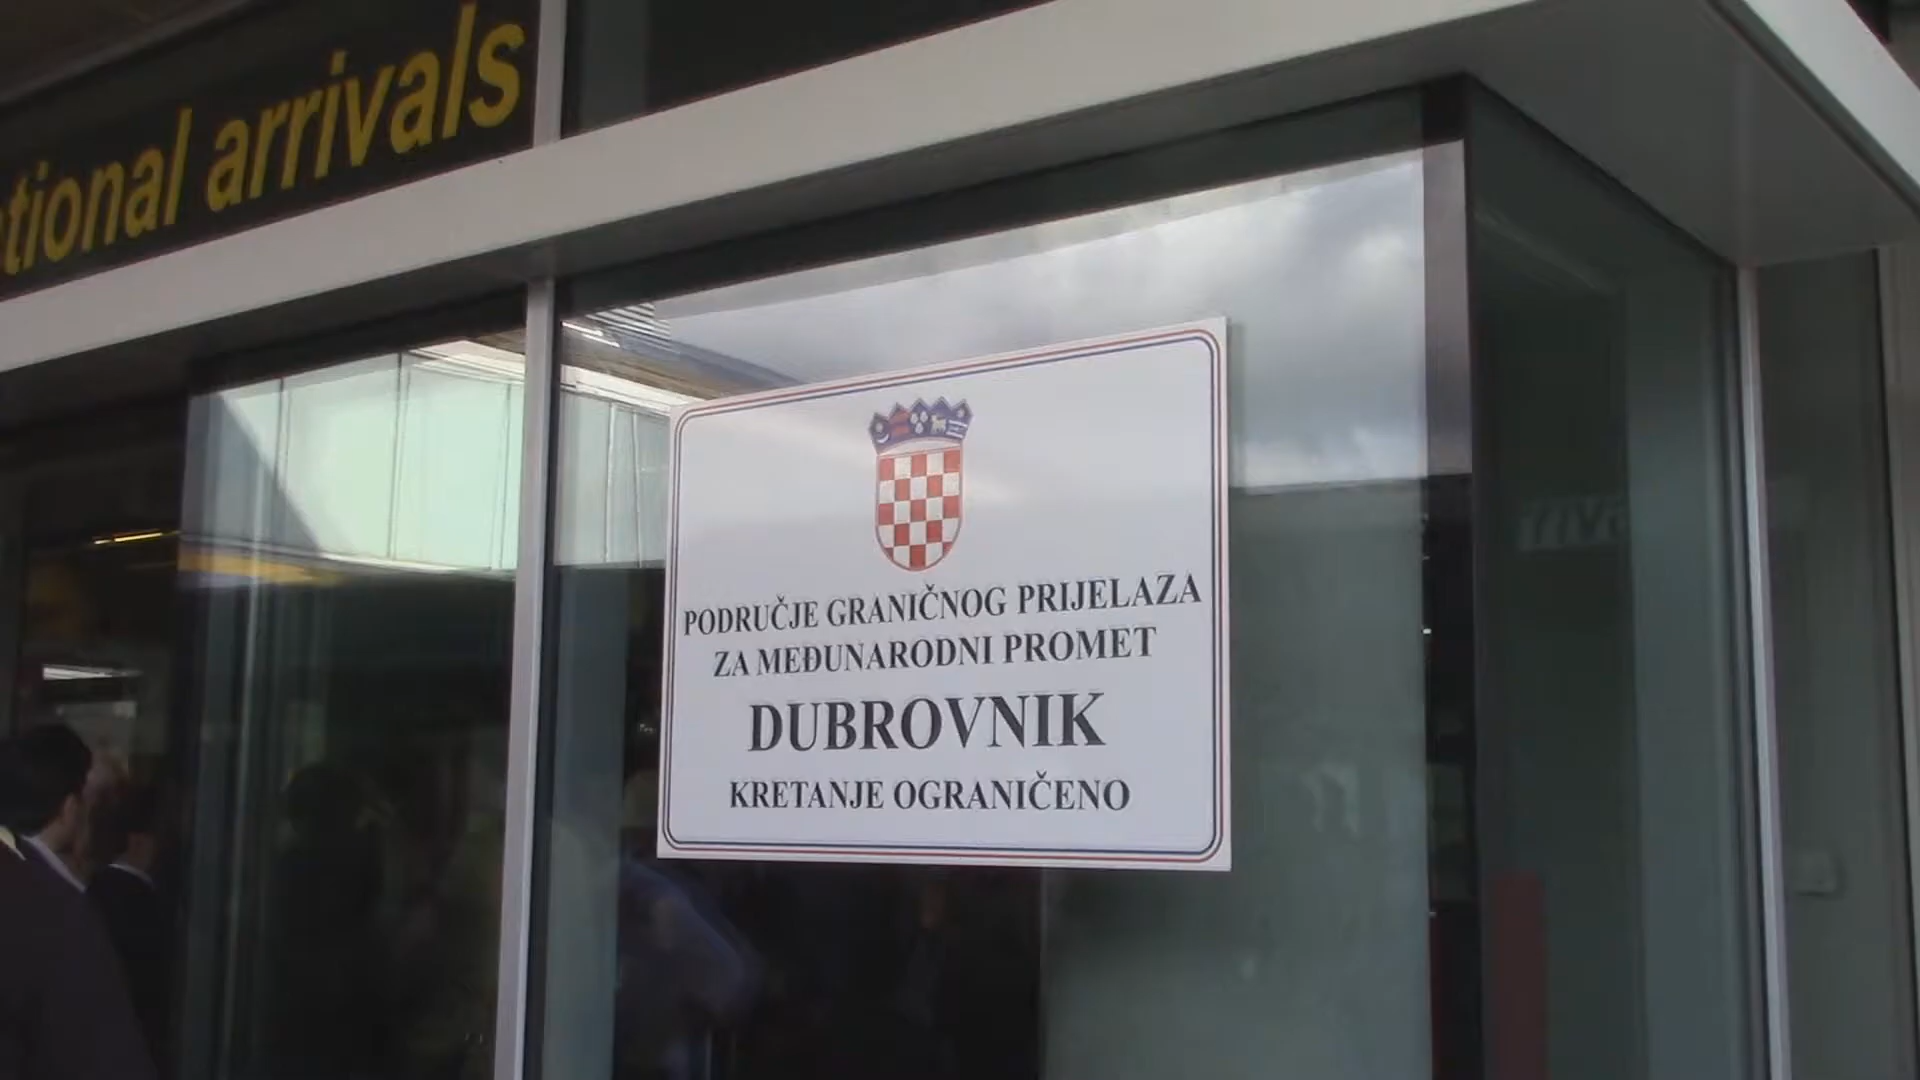 tional arrivals
PODRUČJE GRANIČNOG PRIJELAZA
ZA MEĐUNARODNI PROMET
DUBROVNIK
KRETANJE OGRANIČENO